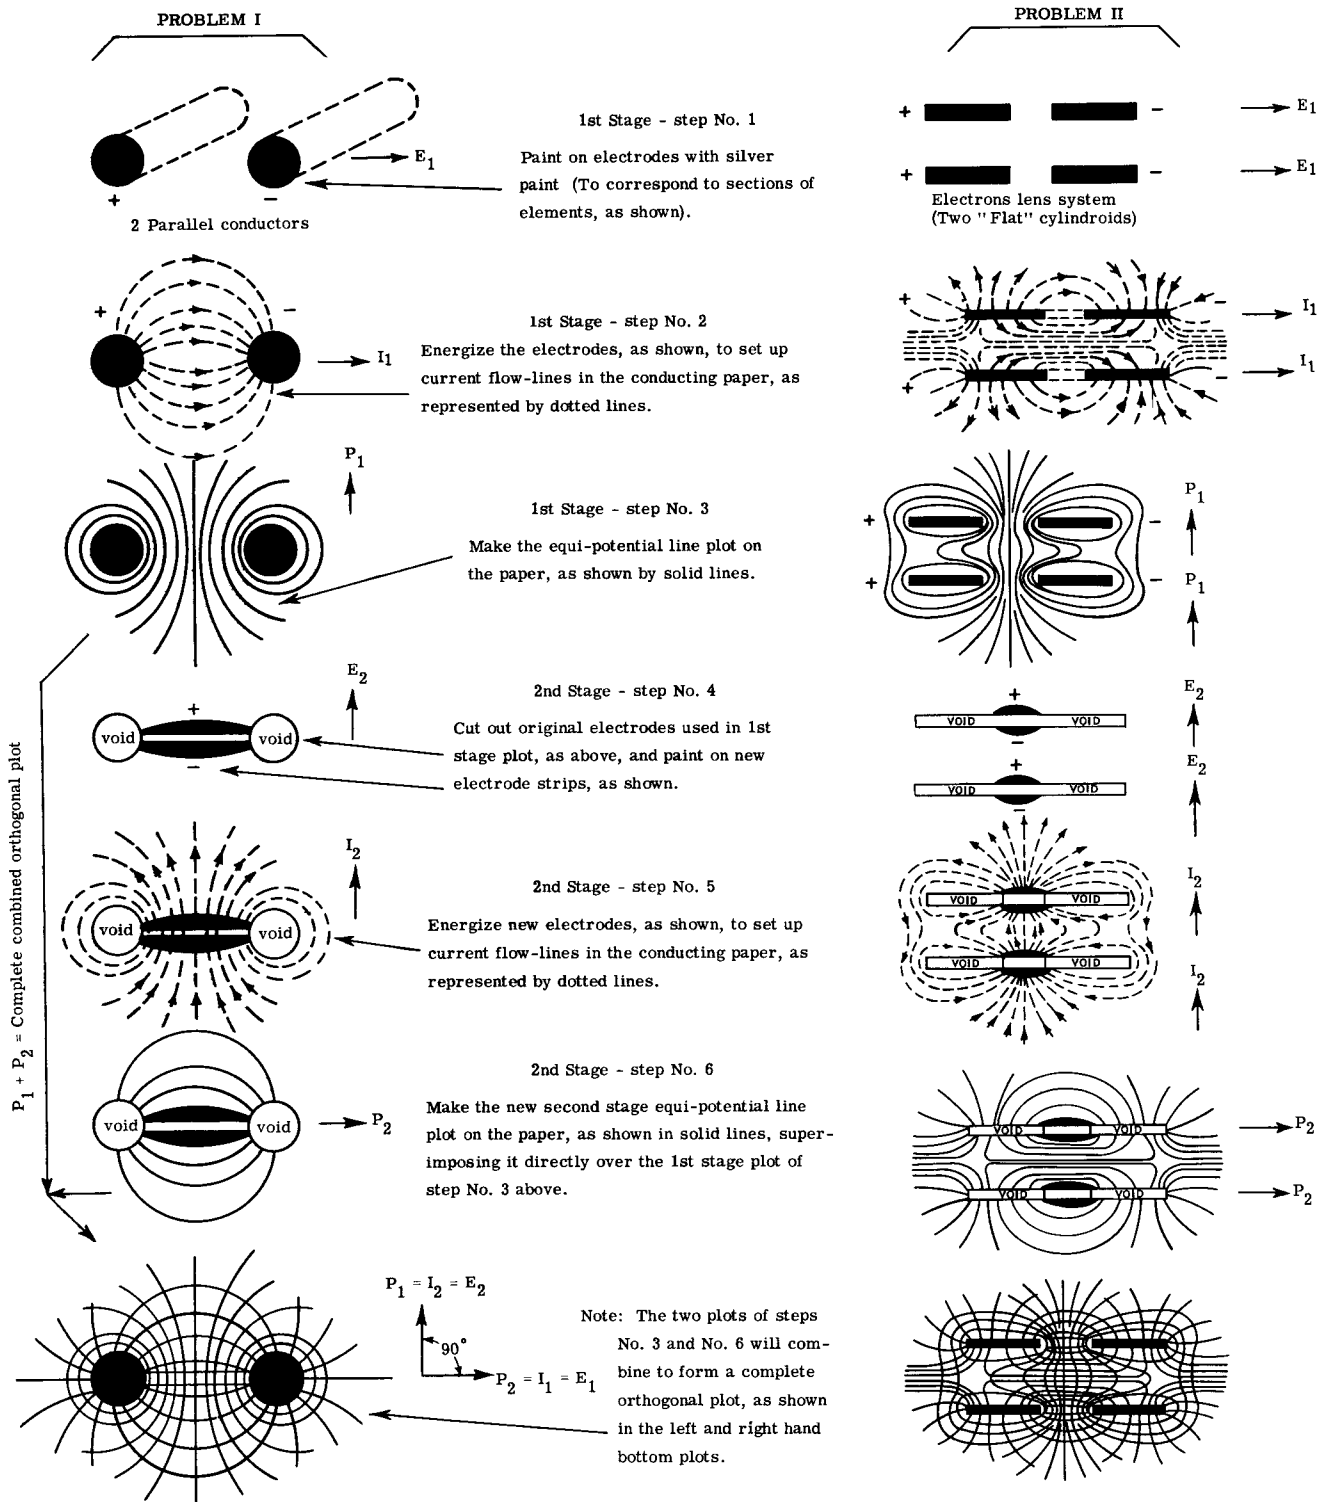 PROBLEM I
PROBLEM II
+
-
E1
2 Parallel conductors
1st Stage - step No. 1
Paint on electrodes with silver
paint (To correspond to sections of
elements, as shown).
+
-
E1
+
-
E1
Electrons lens system
(Two "Flat" cylindroids)
+
-
I1
1st Stage - step No. 2
Energize the electrodes, as shown, to set up
current flow-lines in the conducting paper, as
represented by dotted lines.
+
-
I1
+
-
I1
P1
1st Stage - step No. 3
Make the equi-potential line plot on
the paper, as shown by solid lines.
+
-
P1
+
-
P1
E2
+
void
void
-
2nd Stage - step No. 4
Cut out original electrodes used in 1st
stage plot, as above, and paint on new
electrode strips, as shown.
+
VOID
VOID
-
E2
+
VOID
VOID
-
E2
P1 + P2 = Complete combined orthogonal plot
I2
void
void
2nd Stage - step No. 5
Energize new electrodes, as shown, to set up
current flow-lines in the conducting paper, as
represented by dotted lines.
VOID
VOID
I2
VOID
VOID
I2
void
void
P2
2nd Stage - step No. 6
Make the new second stage equi-potential line
plot on the paper, as shown in solid lines, super-
imposing it directly over the 1st stage plot of
step No. 3 above.
VOID
VOID
P2
VOID
VOID
P2
P1 = I2 = E2
90°
P2 = I1 = E1
Note: The two plots of steps
No. 3 and No. 6 will com-
bine to form a complete
orthogonal plot, as shown
in the left and right hand
bottom plots.